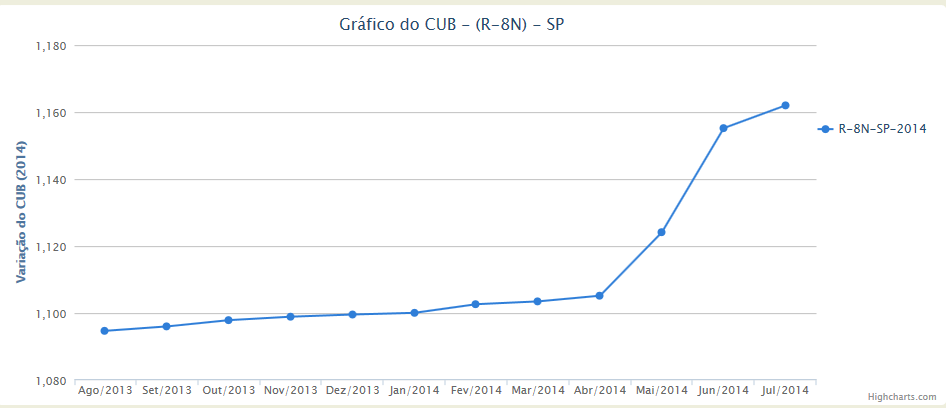 Gráfico do CUB - (R-8N) - SP
1,180
1,160
1,140
1,120
1,100
1,080
Variação do CUB (2014)
Ago/2013 Set/2013 Out/2013 Nov/2013 Dez/2013 Jan/2014 Fev/2014 Mar/2014 Abr/2014 Mai/2014 Jun/2014 Jul/2014
R-8N-SP-2014
Highcharts.com